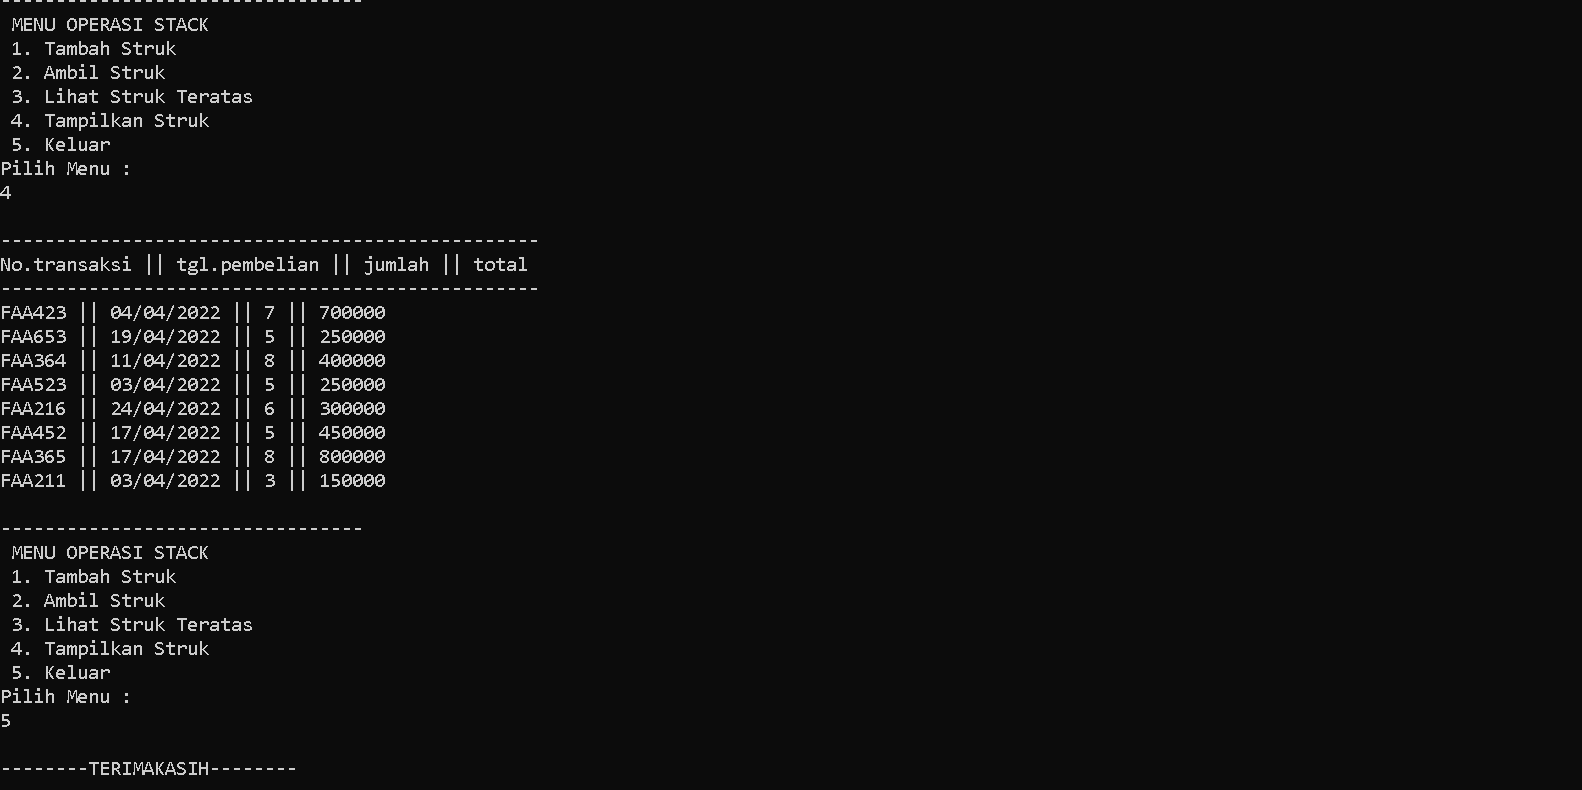 ---------------------------------
 MENU OPERASI STACK
 1. Tambah Struk
 2. Ambil Struk
 3. Lihat Struk Teratas
 4. Tampilkan Struk
 5. Keluar
Pilih Menu :
4
-------------------------------------------------
No.transaksi || tgl.pembelian || jumlah || total
-------------------------------------------------
FAA423 || 04/04/2022 || 7 || 700000
FAA653 || 19/04/2022 || 5 || 250000
FAA364 || 11/04/2022 || 8 || 400000
FAA523 || 03/04/2022 || 5 || 250000
FAA216 || 24/04/2022 || 6 || 300000
FAA452 || 17/04/2022 || 5 || 450000
FAA365 || 17/04/2022 || 8 || 800000
FAA211 || 03/04/2022 || 3 || 150000
---------------------------------
 MENU OPERASI STACK
 1. Tambah Struk
 2. Ambil Struk
 3. Lihat Struk Teratas
 4. Tampilkan Struk
 5. Keluar
Pilih Menu :
5
--------TERIMAKASIH--------